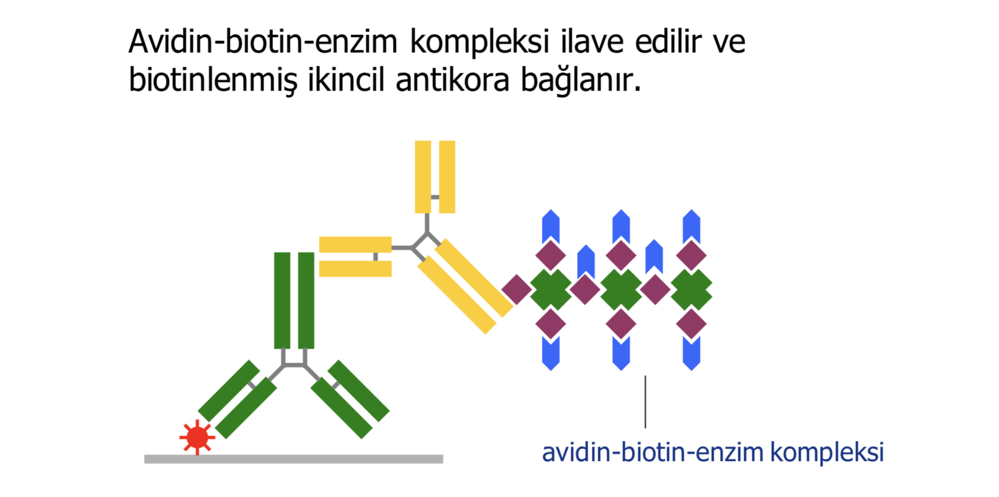 Avidin-biotin-enzim kompleksi ilave edilir ve
biotinlenmiş ikincil antikora bağlanır.
avidin-biotin-enzim kompleksi